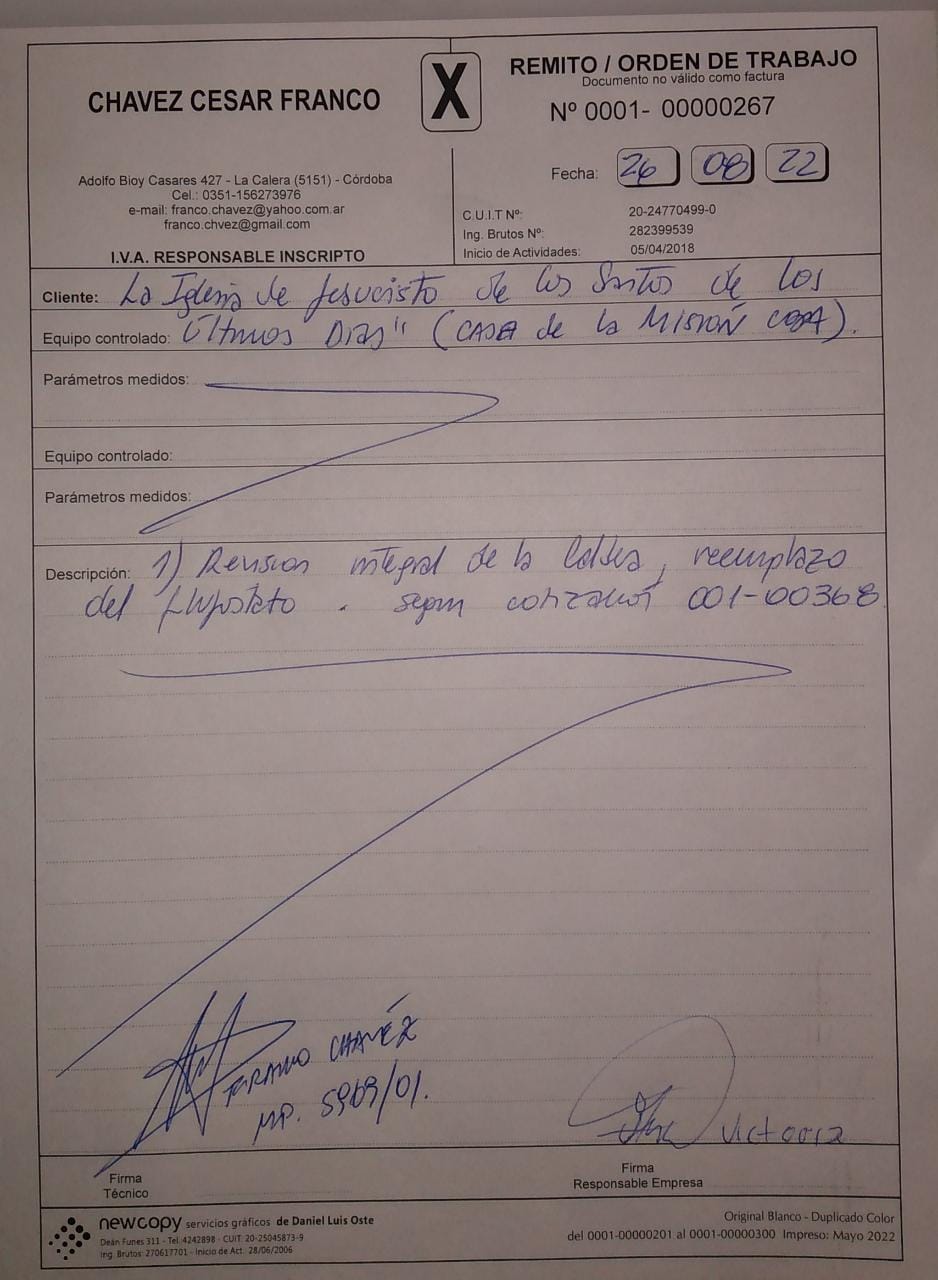 CHAVEZ CESAR FRANCO
X
REMITO / ORDEN DE TRABAJO
Documento no válido como factura
Nº 0001- 00000267
Fecha: 26 08 22
Adolfo Bioy Casares 427 - La Calera (5151) - Córdoba
Cel.: 0351-156273976
e-mail: franco.chavez@yahoo.com.ar
franco.chvez@gmail.com
I.V.A. RESPONSABLE INSCRIPTO
C.U.I.T Nº: 20-24770499-0
Ing. Brutos Nº: 282399539
Inicio de Actividades: 05/04/2018
Cliente: La Iglesia de Jesucristo de los Santos de los
Equipo controlado: Últimos Días" (CASA de la MISIÓN).
Parámetros medidos:
Equipo controlado:
Parámetros medidos:
Descripción: 1) Revision integral de la Caldera, reemplazo
del . segun 001-00368
FRANCO CHAVÉZ
MP. 5969/01.
Victoria
Firma
Técnico
Firma
Responsable Empresa
newcopy servicios gráficos de Daniel Luis Oste
Deán Funes 311 - Tel. 4242898 - CUIT 20-25045873-9
Ing. Brutos: 270617701 - Inicio de Act. 28/06/2006
Original Blanco - Duplicado Color
del 0001-00000201 al 0001-00000300 Impreso: Mayo 2022